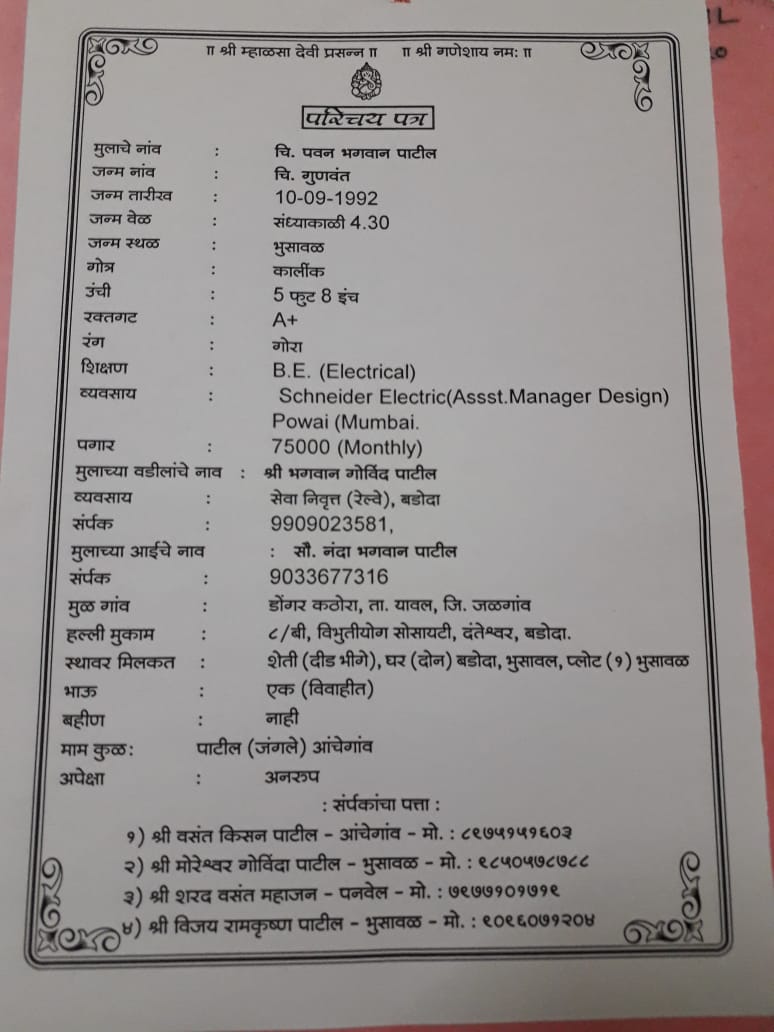 ॥ श्री म्हाळसा देवी प्रसन्न ॥ ॥ श्री गणेशाय नमः ॥
परिचय पत्र
मुलाचे नांव : चि. पवन भगवान पाटील
जन्म नांव : चि. गुणवंत
जन्म तारीख : 10-09-1992
जन्म वेळ : संध्याकाळी 4.30
जन्म स्थळ : भुसावळ
गोत्र : कार्लीक
उंची : 5 फुट 8 इंच
रक्तगट : A+
रंग : गोरा
शिक्षण : B.E. (Electrical)
व्यवसाय : Schneider Electric(Assst.Manager Design)
Powai (Mumbai.
पगार : 75000 (Monthly)
मुलाच्या वडीलांचे नाव : श्री भगवान गोविंद पाटील
व्यवसाय : सेवा निवृत्त (रेल्वे), बडोदा
संर्पक : 9909023581,
मुलाच्या आईचे नाव : सौ. नंदा भगवान पाटील
संर्पक : 9033677316
मुळ गांव : डोंगर कठोरा, ता. यावल, जि. जळगांव
हल्ली मुकाम : ८/बी, विभुतीयोग सोसायटी, दंतेश्वर, बडोदा.
स्थावर मिलकत : शेती (दीड भीगे), घर (दोन) बडोदा, भुसावल, प्लोट (१) भुसावळ
भाऊ : एक (विवाहीत)
बहीण : नाही
माम कुळ: पाटील (जंगले) आंचेगांव
अपेक्षा : अनरुप
: संर्पकांचा पत्ता :
१) श्री वसंत किसन पाटील - आंचेगांव - मो. : ८९७५१५१६०३
२) श्री मोरेश्वर गोविंदा पाटील - भुसावळ - मो. : ९८५०५७८७८८
३) श्री शरद वसंत महाजन - पनवेल - मो. : ७९७७१०१७१९
४) श्री विजय रामकृष्ण पाटील - भुसावळ - मो. : ९०९६०७१२०४